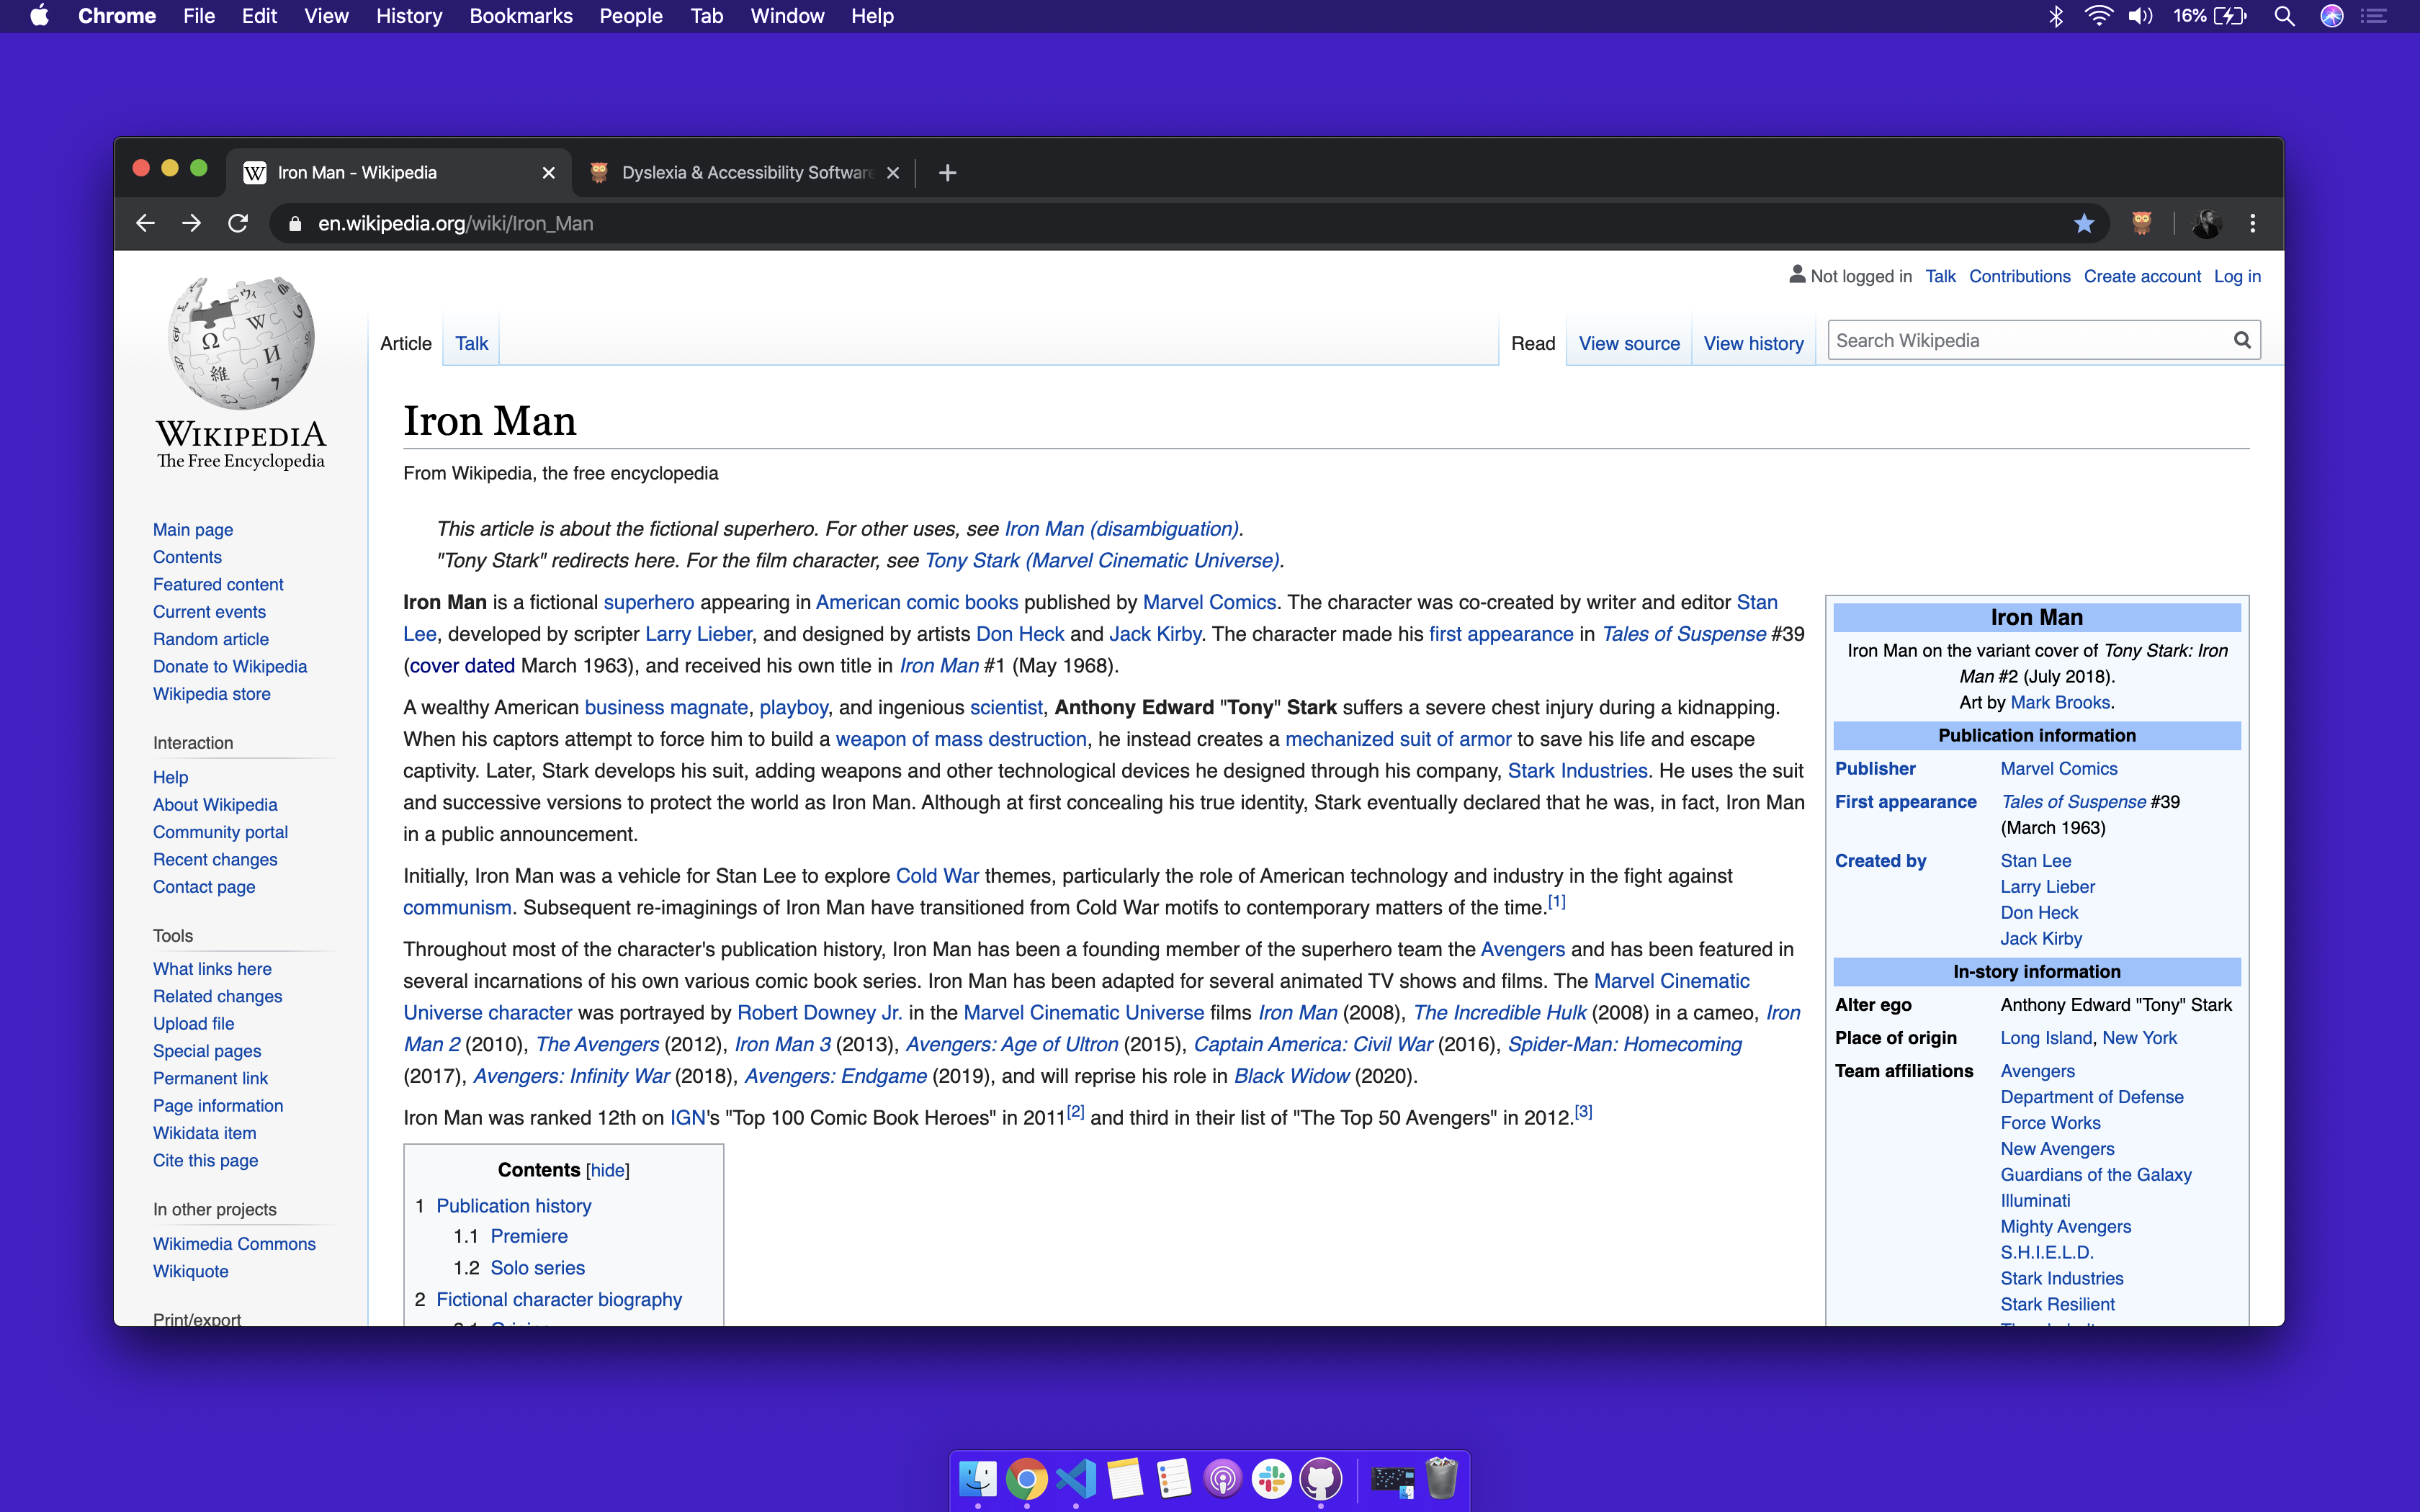 Chrome File Edit View History Bookmarks People Tab Window Help
16%
Iron Man - Wikipedia
Dyslexia & Accessibility Software
en.wikipedia.org/wiki/Iron_Man
Not logged in Talk Contributions Create account Log in
Article Talk
Read View source View history
Search Wikipedia
WIKIPEDIA
The Free Encyclopedia
Main page
Contents
Featured content
Current events
Random article
Donate to Wikipedia
Wikipedia store
Interaction
Help
About Wikipedia
Community portal
Recent changes
Contact page
Tools
What links here
Related changes
Upload file
Special pages
Permanent link
Page information
Wikidata item
Cite this page
In other projects
Wikimedia Commons
Wikiquote
Print/export
Iron Man
From Wikipedia, the free encyclopedia
This article is about the fictional superhero. For other uses, see Iron Man (disambiguation).
"Tony Stark" redirects here. For the film character, see Tony Stark (Marvel Cinematic Universe).
Iron Man is a fictional superhero appearing in American comic books published by Marvel Comics. The character was co-created by writer and editor Stan
Lee, developed by scripter Larry Lieber, and designed by artists Don Heck and Jack Kirby. The character made his first appearance in Tales of Suspense #39
(cover dated March 1963), and received his own title in Iron Man #1 (May 1968).
A wealthy American business magnate, playboy, and ingenious scientist, Anthony Edward "Tony" Stark suffers a severe chest injury during a kidnapping.
When his captors attempt to force him to build a weapon of mass destruction, he instead creates a mechanized suit of armor to save his life and escape
captivity. Later, Stark develops his suit, adding weapons and other technological devices he designed through his company, Stark Industries. He uses the suit
and successive versions to protect the world as Iron Man. Although at first concealing his true identity, Stark eventually declared that he was, in fact, Iron Man
in a public announcement.
Initially, Iron Man was a vehicle for Stan Lee to explore Cold War themes, particularly the role of American technology and industry in the fight against
communism. Subsequent re-imaginings of Iron Man have transitioned from Cold War motifs to contemporary matters of the time.[1]
Throughout most of the character's publication history, Iron Man has been a founding member of the superhero team the Avengers and has been featured in
several incarnations of his own various comic book series. Iron Man has been adapted for several animated TV shows and films. The Marvel Cinematic
Universe character was portrayed by Robert Downey Jr. in the Marvel Cinematic Universe films Iron Man (2008), The Incredible Hulk (2008) in a cameo, Iron
Man 2 (2010), The Avengers (2012), Iron Man 3 (2013), Avengers: Age of Ultron (2015), Captain America: Civil War (2016), Spider-Man: Homecoming
(2017), Avengers: Infinity War (2018), Avengers: Endgame (2019), and will reprise his role in Black Widow (2020).
Iron Man was ranked 12th on IGN's "Top 100 Comic Book Heroes" in 2011[2] and third in their list of "The Top 50 Avengers" in 2012.[3]
Contents [hide]
1 Publication history
1.1 Premiere
1.2 Solo series
2 Fictional character biography
Iron Man
Iron Man on the variant cover of Tony Stark: Iron
Man #2 (July 2018).
Art by Mark Brooks.
Publication information
Publisher Marvel Comics
First appearance Tales of Suspense #39
(March 1963)
Created by Stan Lee
Larry Lieber
Don Heck
Jack Kirby
In-story information
Alter ego Anthony Edward "Tony" Stark
Place of origin Long Island, New York
Team affiliations Avengers
Department of Defense
Force Works
New Avengers
Guardians of the Galaxy
Illuminati
Mighty Avengers
S.H.I.E.L.D.
Stark Industries
Stark Resilient